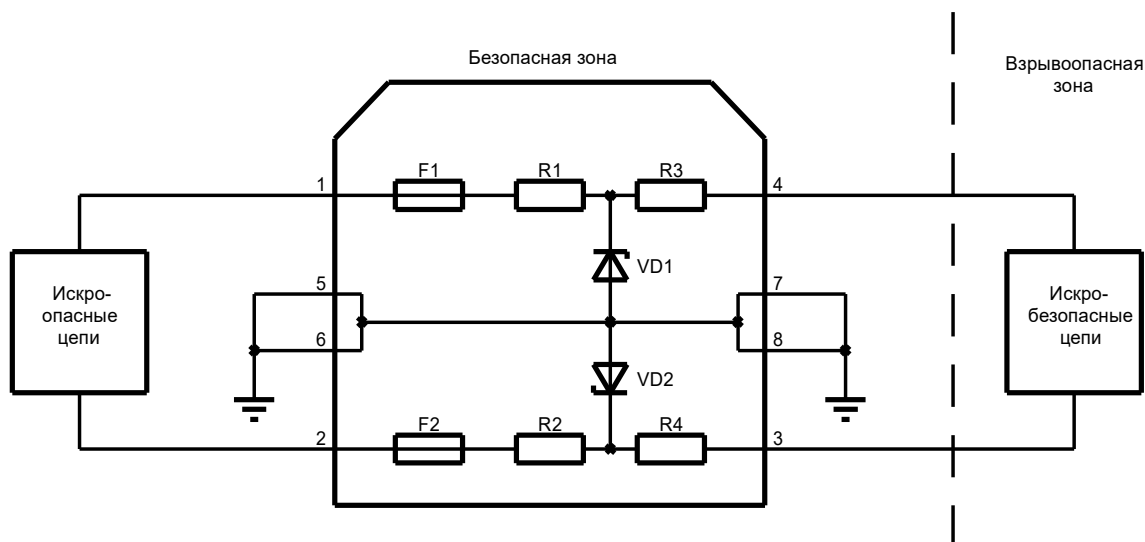 Безопасная зона
Взрывоопасная
зона
F1
R1
R3
1
4
VD1
5
7
Искро-
опасные
цепи
Искро-
безопасные
цепи
6
8
VD2
F2
R2
R4
2
3